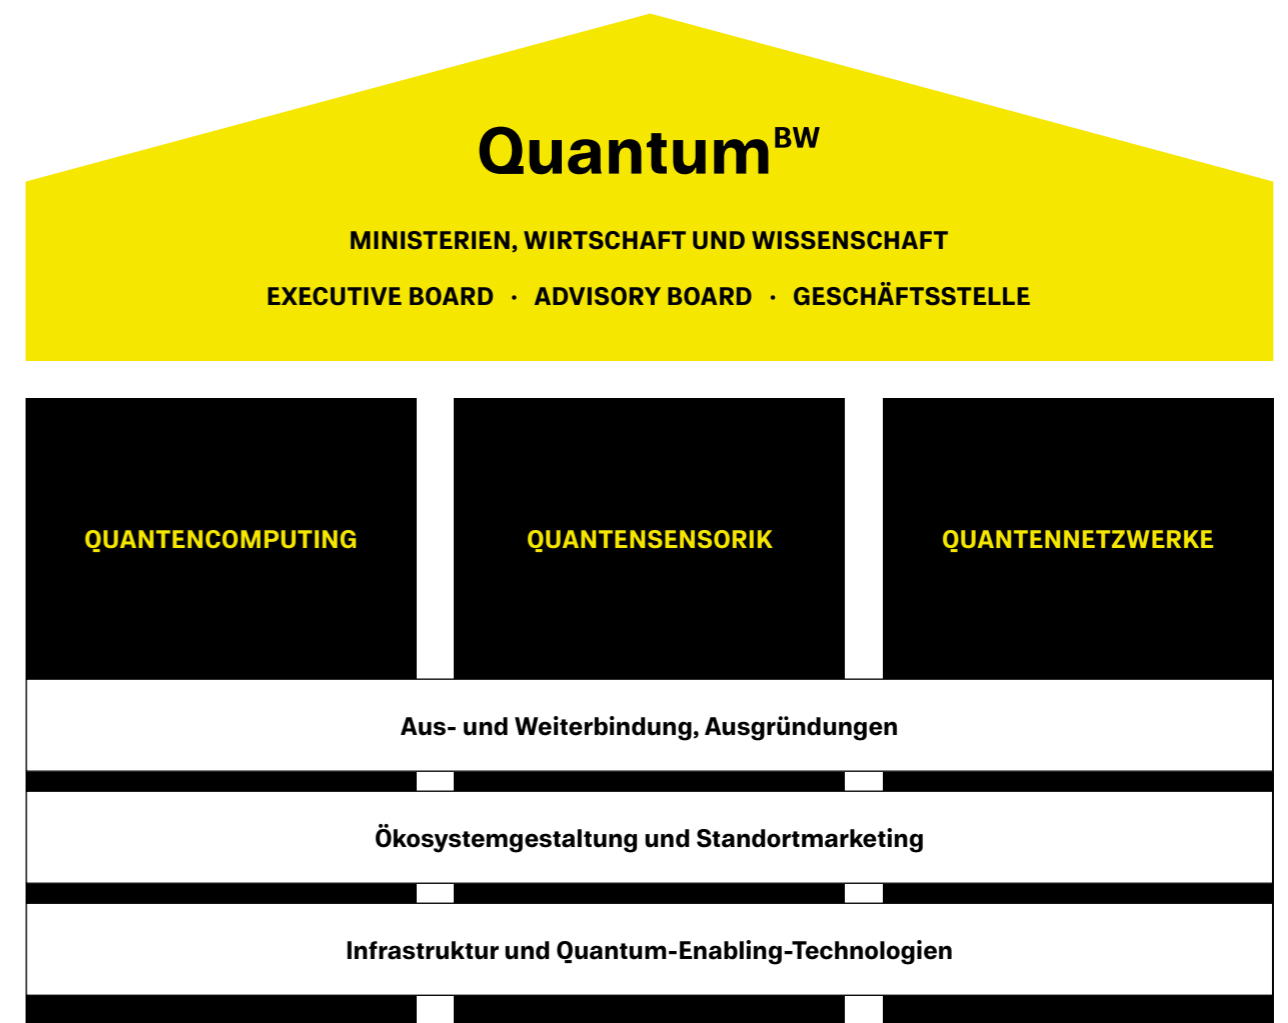 Quantum^BW
MINISTERIEN, WIRTSCHAFT UND WISSENSCHAFT
EXECUTIVE BOARD · ADVISORY BOARD · GESCHÄFTSSTELLE
QUANTENCOMPUTING
QUANTENSENSORIK
QUANTENNETZWERKE
Aus- und Weiterbindung, Ausgründungen
Ökosystemgestaltung und Standortmarketing
Infrastruktur und Quantum-Enabling-Technologien